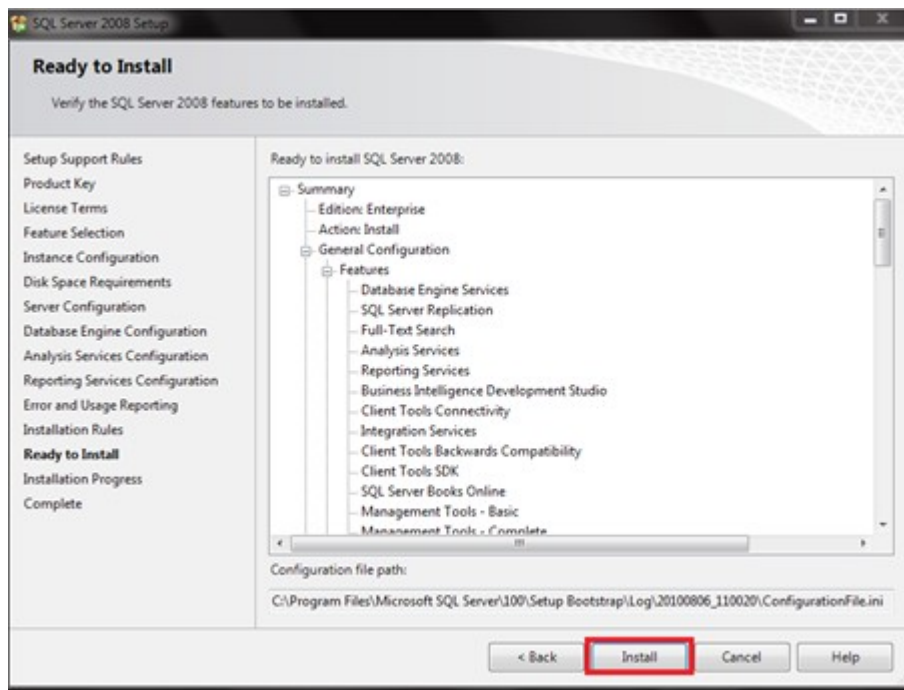 SQL Server 2008 Setup
Ready to Install
Verify the SQL Server 2008 features to be installed.
Setup Support Rules
Product Key
License Terms
Feature Selection
Instance Configuration
Disk Space Requirements
Server Configuration
Database Engine Configuration
Analysis Services Configuration
Reporting Services Configuration
Error and Usage Reporting
Installation Rules
Ready to Install
Installation Progress
Complete
Ready to install SQL Server 2008:
Summary
Edition: Enterprise
Action: Install
General Configuration
Features
Database Engine Services
SQL Server Replication
Full-Text Search
Analysis Services
Reporting Services
Business Intelligence Development Studio
Client Tools Connectivity
Integration Services
Client Tools Backwards Compatibility
Client Tools SDK
SQL Server Books Online
Management Tools - Basic
Management Tools - Complete
Configuration file path:
C:\Program Files\Microsoft SQL Server\100\Setup Bootstrap\Log\20100806_110020\ConfigurationFile.ini
< Back
Install
Cancel
Help